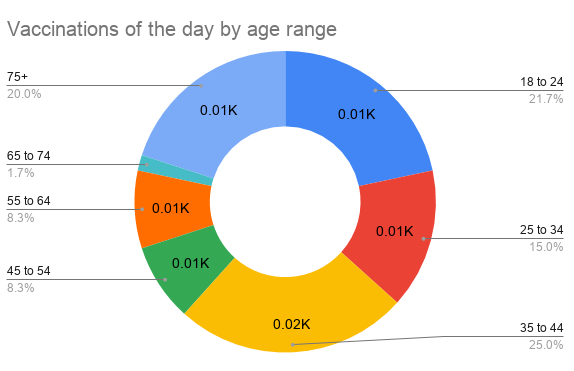 Vaccinations of the day by age range
75+
20.0%
65 to 74
1.7%
55 to 64
8.3%
45 to 54
8.3%
18 to 24
21.7%
25 to 34
15.0%
35 to 44
25.0%
0.01K
0.01K
0.01K
0.01K
0.01K
0.02K